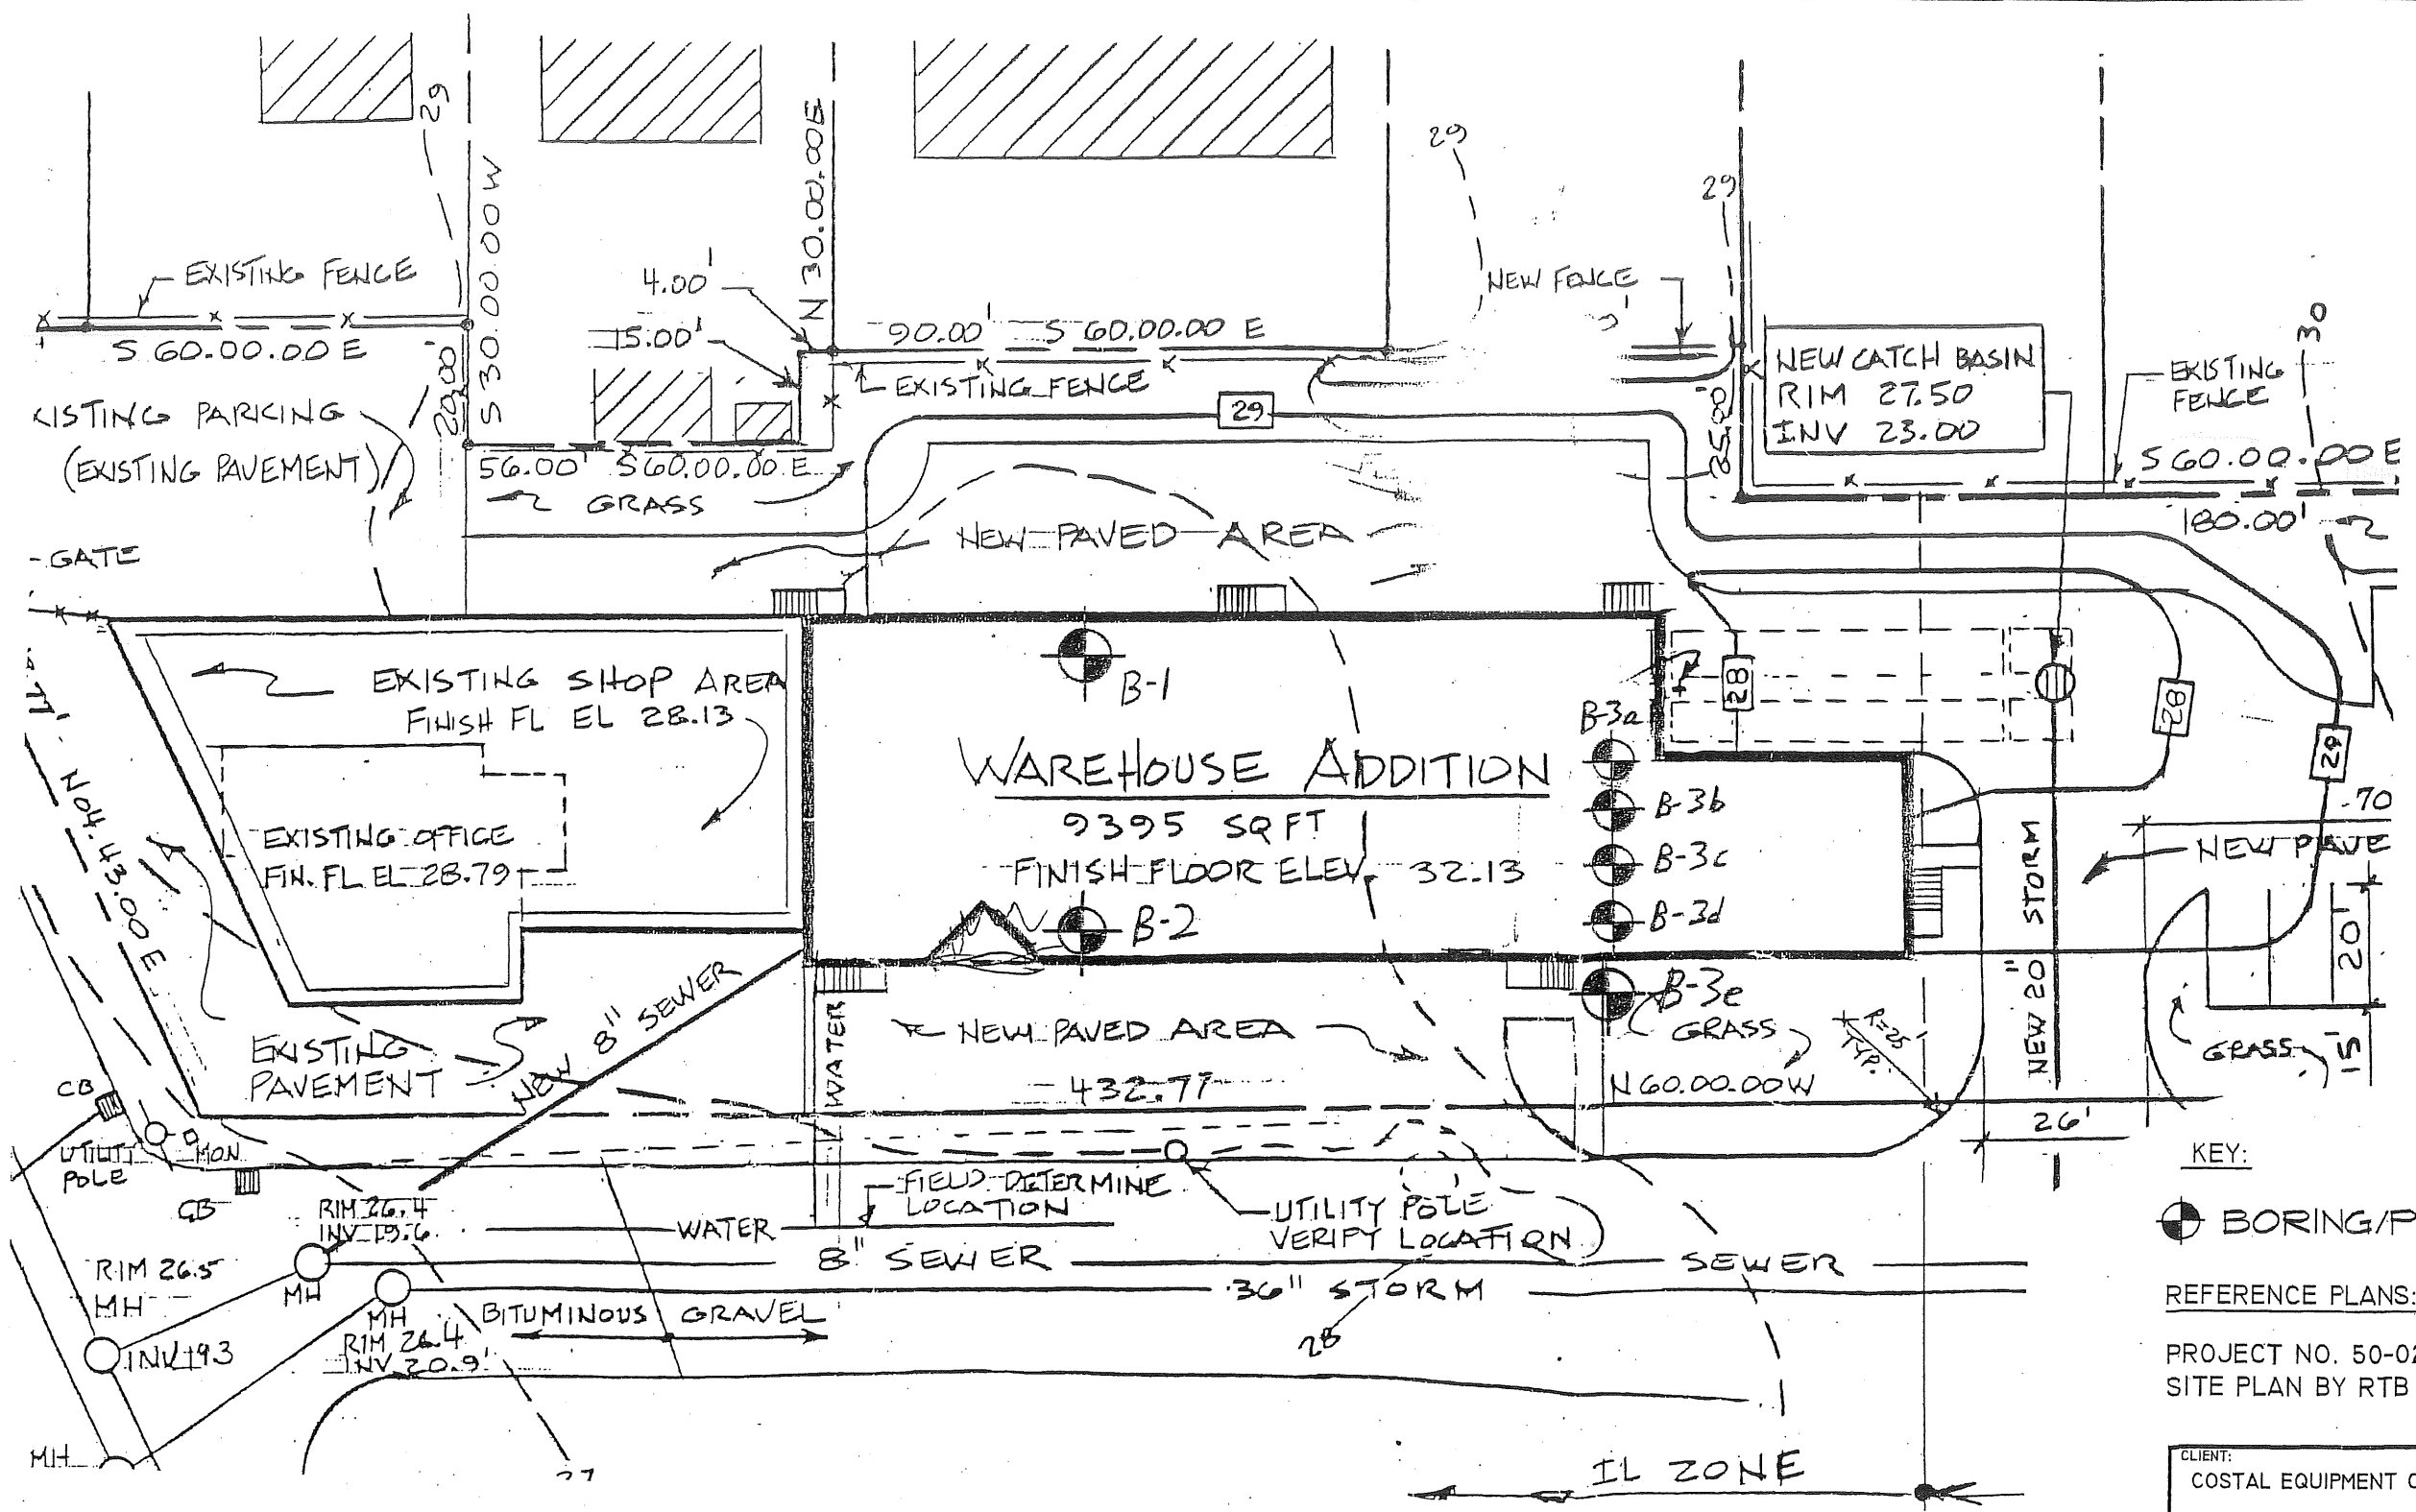 29
S 30.00.00 W
N 30.00.00E
29
29
EXISTING FENCE
4.00'
15.00'
NEW FENCE
S 60.00.00 E
90.00' S 60.00.00 E
20.00'
EXISTING FENCE
NEW CATCH BASIN
RIM 27.50
INV 23.00
EXISTING
FENCE
30
XISTING PARKING
(EXISTING PAVEMENT)
29
56.00' S 60.00.00 E
GRASS
S 60.00.00 E
180.00'
NEW PAVED AREA
GATE
EXISTING SHOP AREA
FINISH FL EL 28.13
B-1
B-3a
28
28
29
WAREHOUSE ADDITION
9395 SQ FT
FINISH FLOOR ELEV. 32.13
B-3b
B-3c
B-3d
B-3e
B-2
EXISTING OFFICE
FIN. FL EL 28.79
N04.43.00 E
70
NEW PAVE
20'
15'
NEW 20" STORM
NEW 8" SEWER
WATER
NEW PAVED AREA
GRASS
R=25'
TYP.
GRASS
EXISTING
PAVEMENT
432.77
N60.00.00W
26'
CB
UTILITY
POLE
MON
CB
FIELD DETERMINE
LOCATION
UTILITY POLE
VERIFY LOCATION
KEY:
BORING/P
RIM 26.4
INV 19.6
WATER
8" SEWER
SEWER
RIM 26.5
MH
MH
36" STORM
MH
RIM 26.4
INV 20.9'
BITUMINOUS GRAVEL
28
INV 19.3
REFERENCE PLANS:
PROJECT NO. 50-02
SITE PLAN BY RTB
MH
27
IL ZONE
CLIENT:
COSTAL EQUIPMENT C